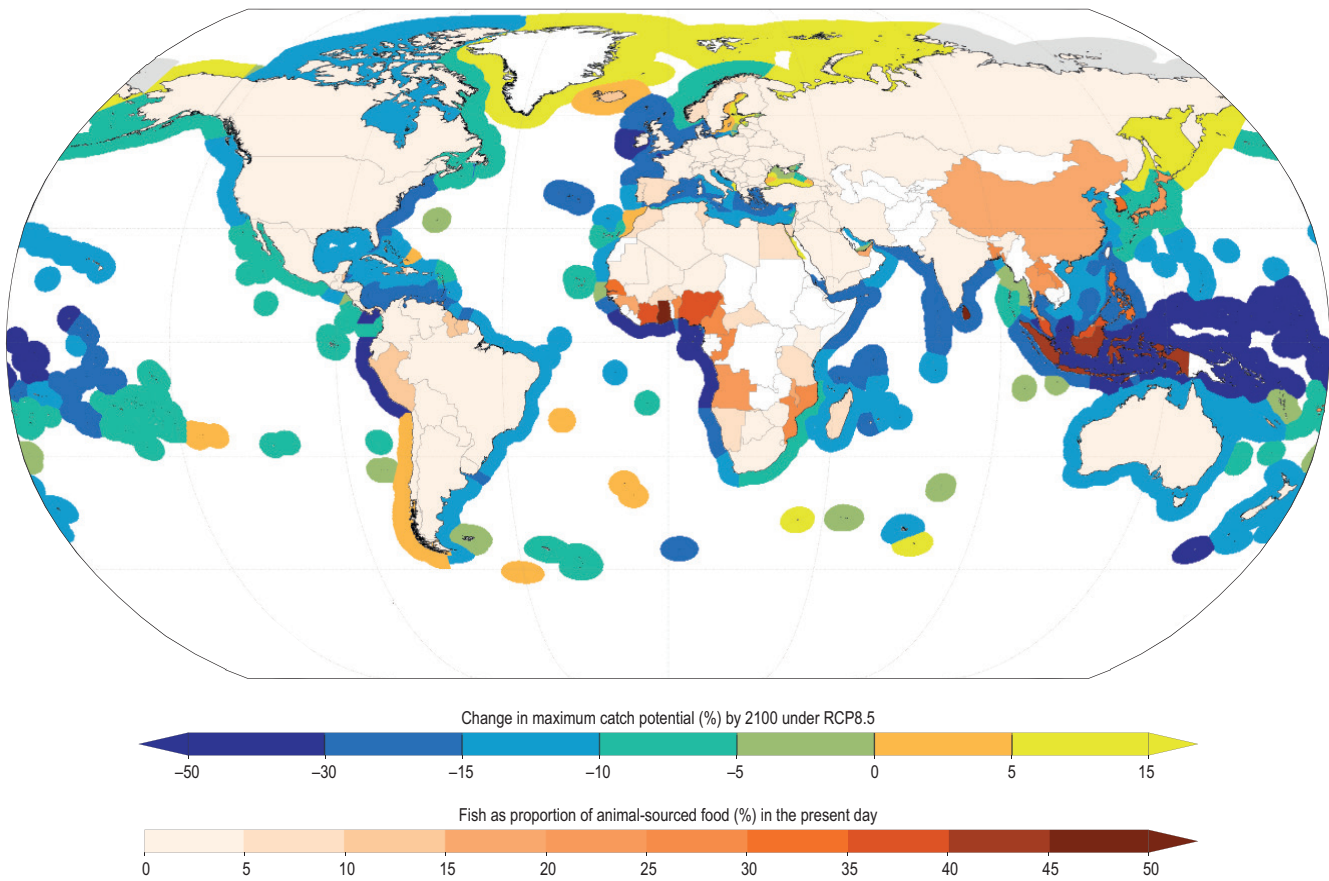 Change in maximum catch potential (%) by 2100 under RCP8.5
–50 –30 –15 –10 –5 0 5 15
Fish as proportion of animal-sourced food (%) in the present day
0 5 10 15 20 25 30 35 40 45 50